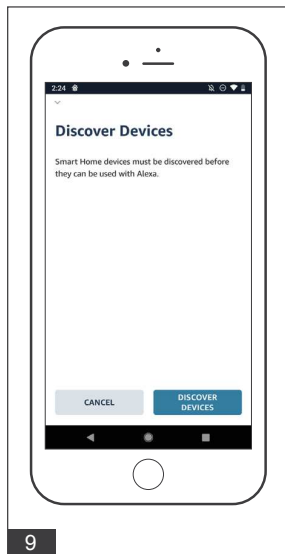 2:24
Discover Devices
Smart Home devices must be discovered before
they can be used with Alexa.
CANCEL
DISCOVER
DEVICES
9